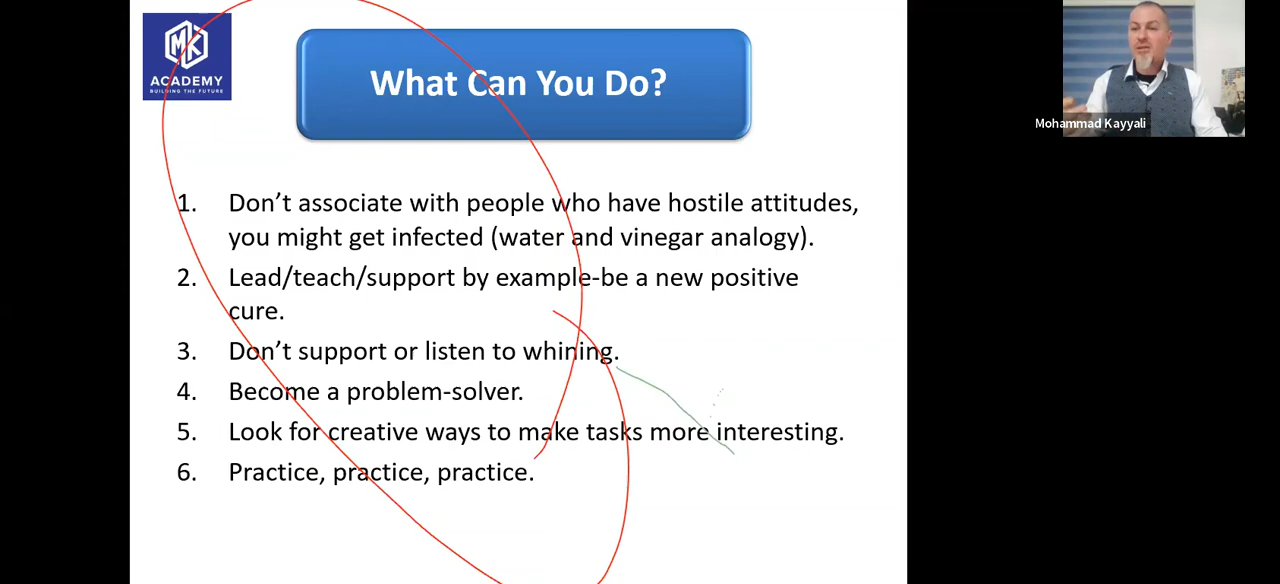 MK
ACADEMY
BUILDING THE FUTURE
What Can You Do?
Mohammad Kayyali
1. Don’t associate with people who have hostile attitudes,
you might get infected (water and vinegar analogy).
2. Lead/teach/support by example-be a new positive
cure.
3. Don’t support or listen to whining.
4. Become a problem-solver.
5. Look for creative ways to make tasks more interesting.
6. Practice, practice, practice.